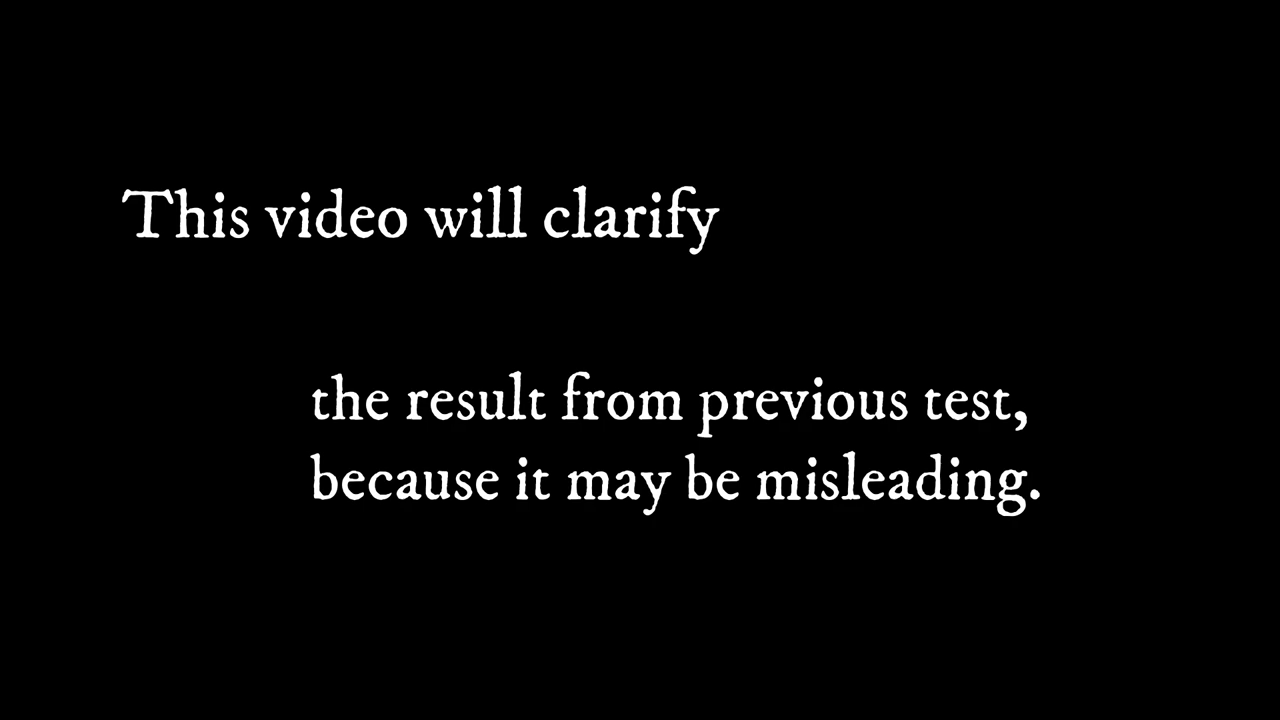 This video will clarify
the result from previous test,
because it may be misleading.